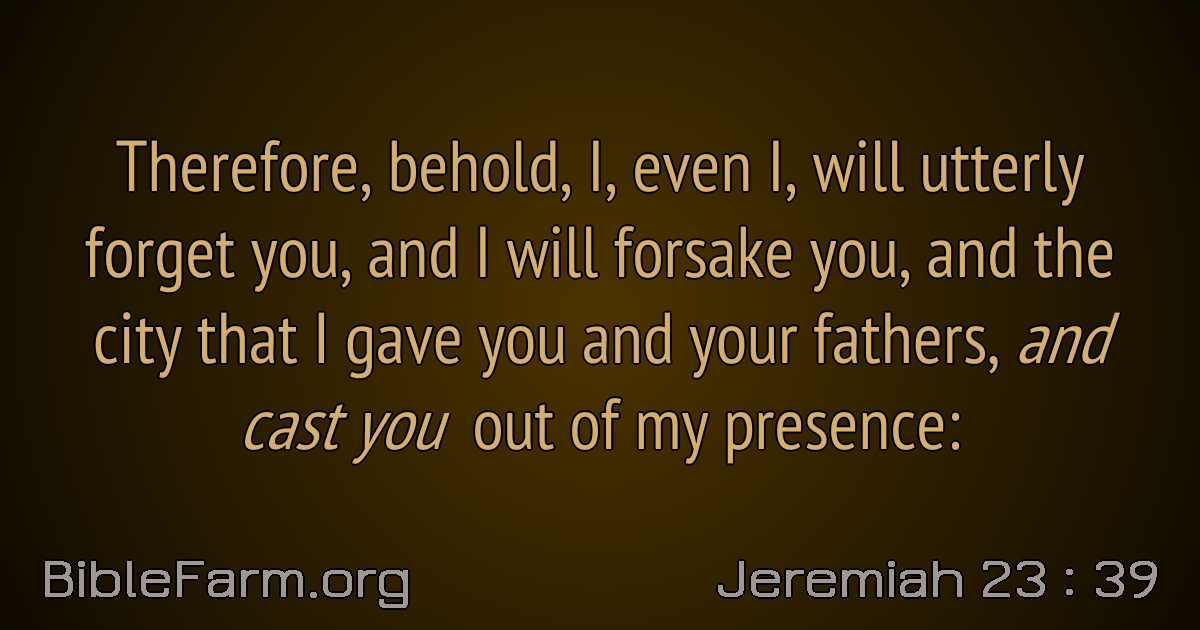 Therefore, behold, I, even I, will utterly
forget you, and I will forsake you, and the
city that I gave you and your fathers, and
cast you out of my presence:
BibleFarm.org
Jeremiah 23 : 39